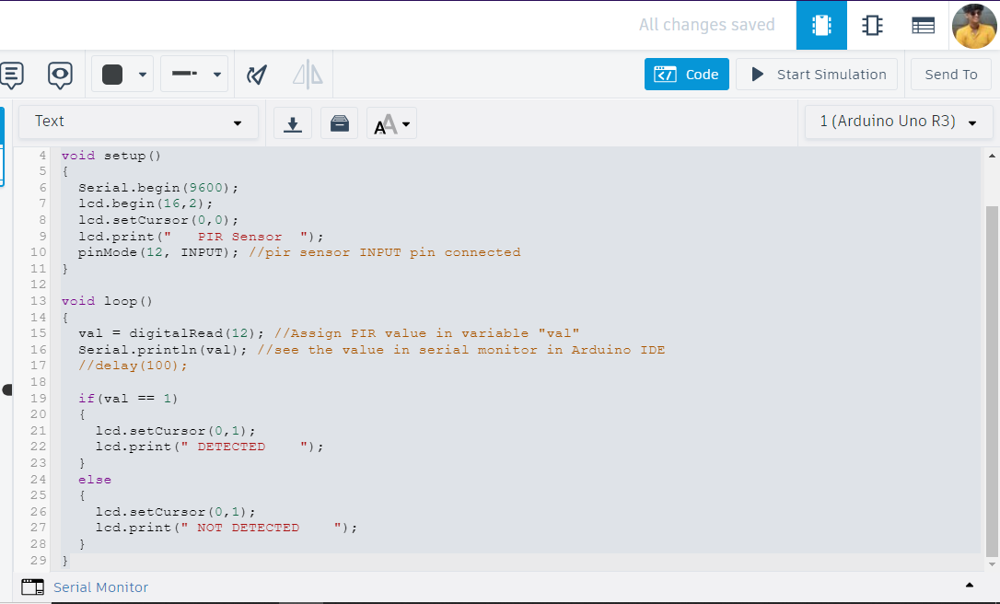 All changes saved
Code
Start Simulation
Send To
Text
AA
1 (Arduino Uno R3)
4 void setup()
5 {
6   Serial.begin(9600);
7   lcd.begin(16,2);
8   lcd.setCursor(0,0);
9   lcd.print("   PIR Sensor  ");
10   pinMode(12, INPUT); //pir sensor INPUT pin connected
11 }
12
13 void loop()
14 {
15   val = digitalRead(12); //Assign PIR value in variable "val"
16   Serial.println(val); //see the value in serial monitor in Arduino IDE
17   //delay(100);
18
19   if(val == 1)
20   {
21     lcd.setCursor(0,1);
22     lcd.print(" DETECTED    ");
23   }
24   else
25   {
26     lcd.setCursor(0,1);
27     lcd.print(" NOT DETECTED    ");
28   }
29 }
Serial Monitor